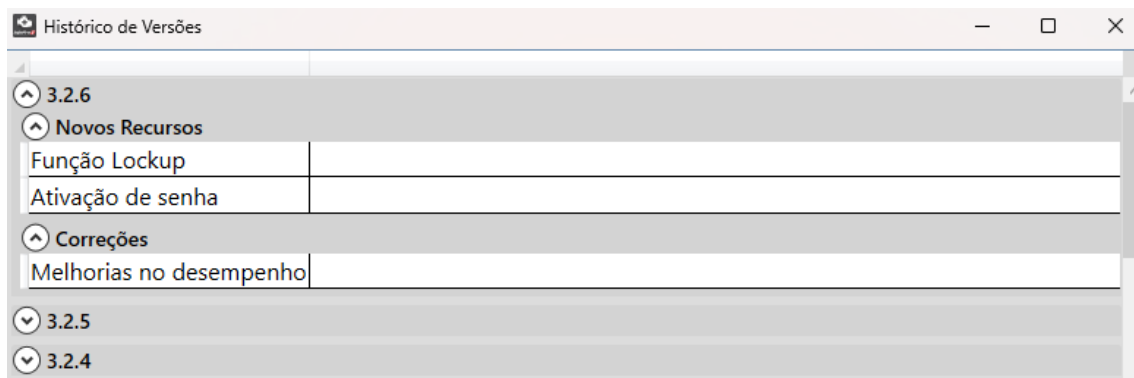 Histórico de Versões
3.2.6
Novos Recursos
Função Lockup
Ativação de senha
Correções
Melhorias no desempenho
3.2.5
3.2.4